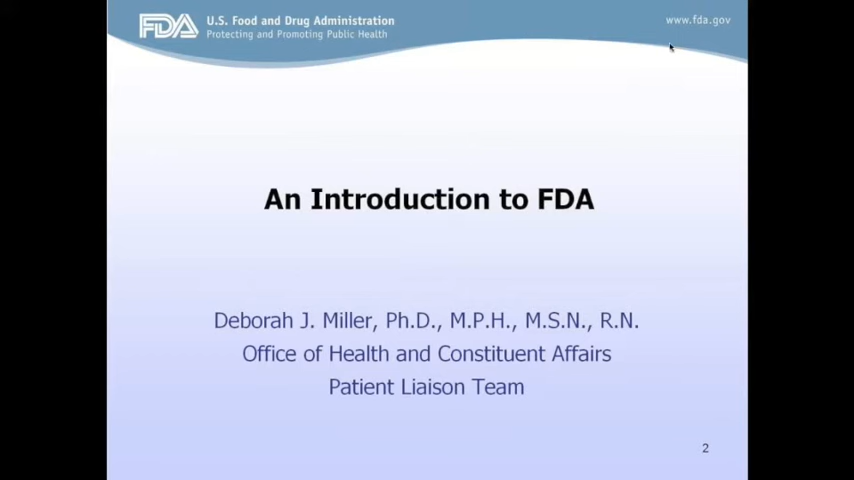 FDA U.S. Food and Drug Administration
Protecting and Promoting Public Health
www.fda.gov
An Introduction to FDA
Deborah J. Miller, Ph.D., M.P.H., M.S.N., R.N.
Office of Health and Constituent Affairs
Patient Liaison Team
2